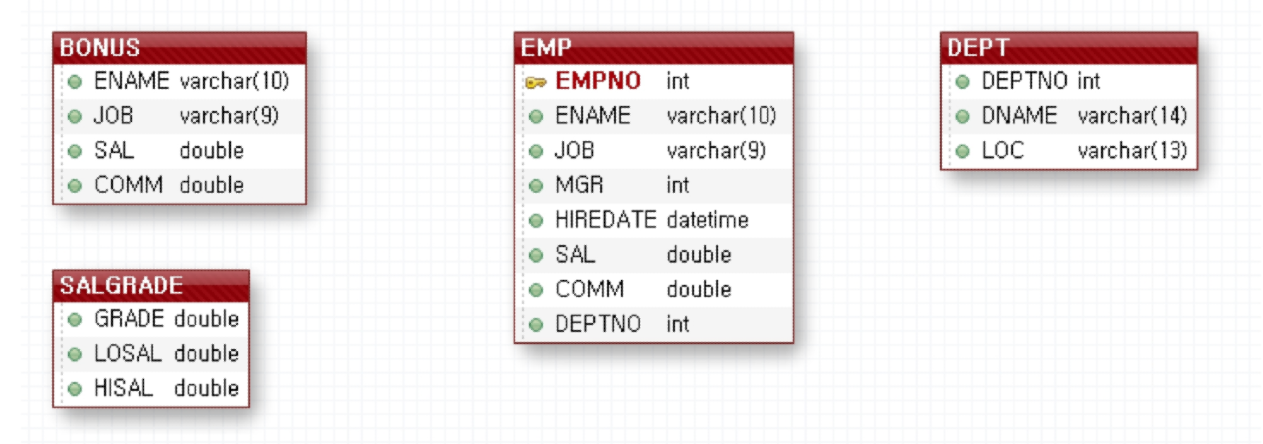 BONUS
ENAME varchar(10)
JOB varchar(9)
SAL double
COMM double
SALGRADE
GRADE double
LOSAL double
HISAL double
EMP
EMPNO int
ENAME varchar(10)
JOB varchar(9)
MGR int
HIREDATE datetime
SAL double
COMM double
DEPTNO int
DEPT
DEPTNO int
DNAME varchar(14)
LOC varchar(13)